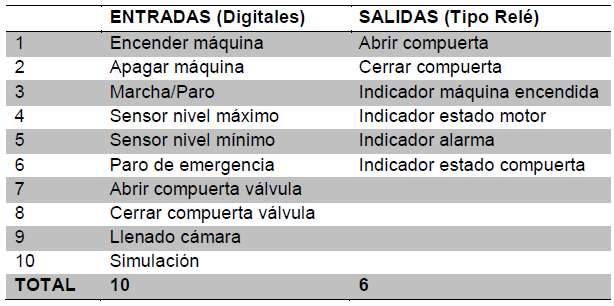 ENTRADAS (Digitales) SALIDAS (Tipo Relé)
1 Encender máquina Abrir compuerta
2 Apagar máquina Cerrar compuerta
3 Marcha/Paro Indicador máquina encendida
4 Sensor nivel máximo Indicador estado motor
5 Sensor nivel mínimo Indicador alarma
6 Paro de emergencia Indicador estado compuerta
7 Abrir compuerta válvula
8 Cerrar compuerta válvula
9 Llenado cámara
10 Simulación
TOTAL 10 6